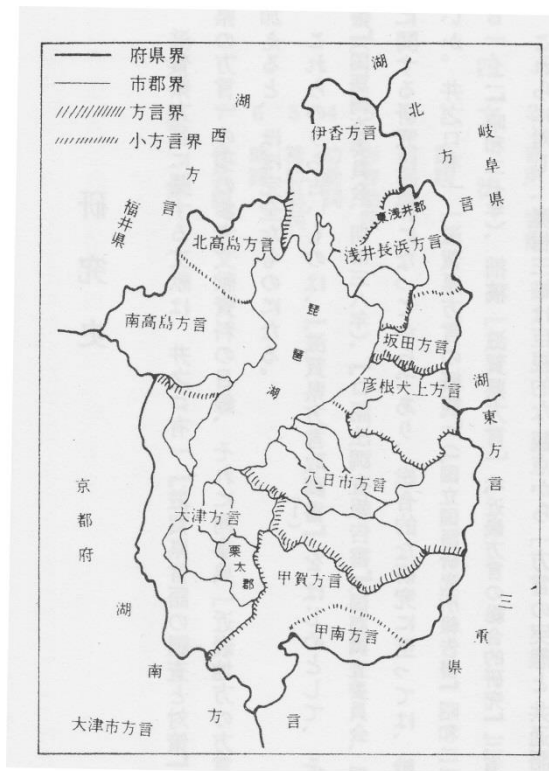 府県界
市郡界
方言界
小方言界
湖西方言
湖北方言
岐阜県
福井県
伊香方言
東浅井郡
浅井長浜方言
北高島方言
南高島方言
琵琶湖
坂田方言
彦根犬上方言
湖東方言
八日市方言
大津方言
栗太郡
甲賀方言
甲南方言
京都府
三重県
湖南方言
大津市方言